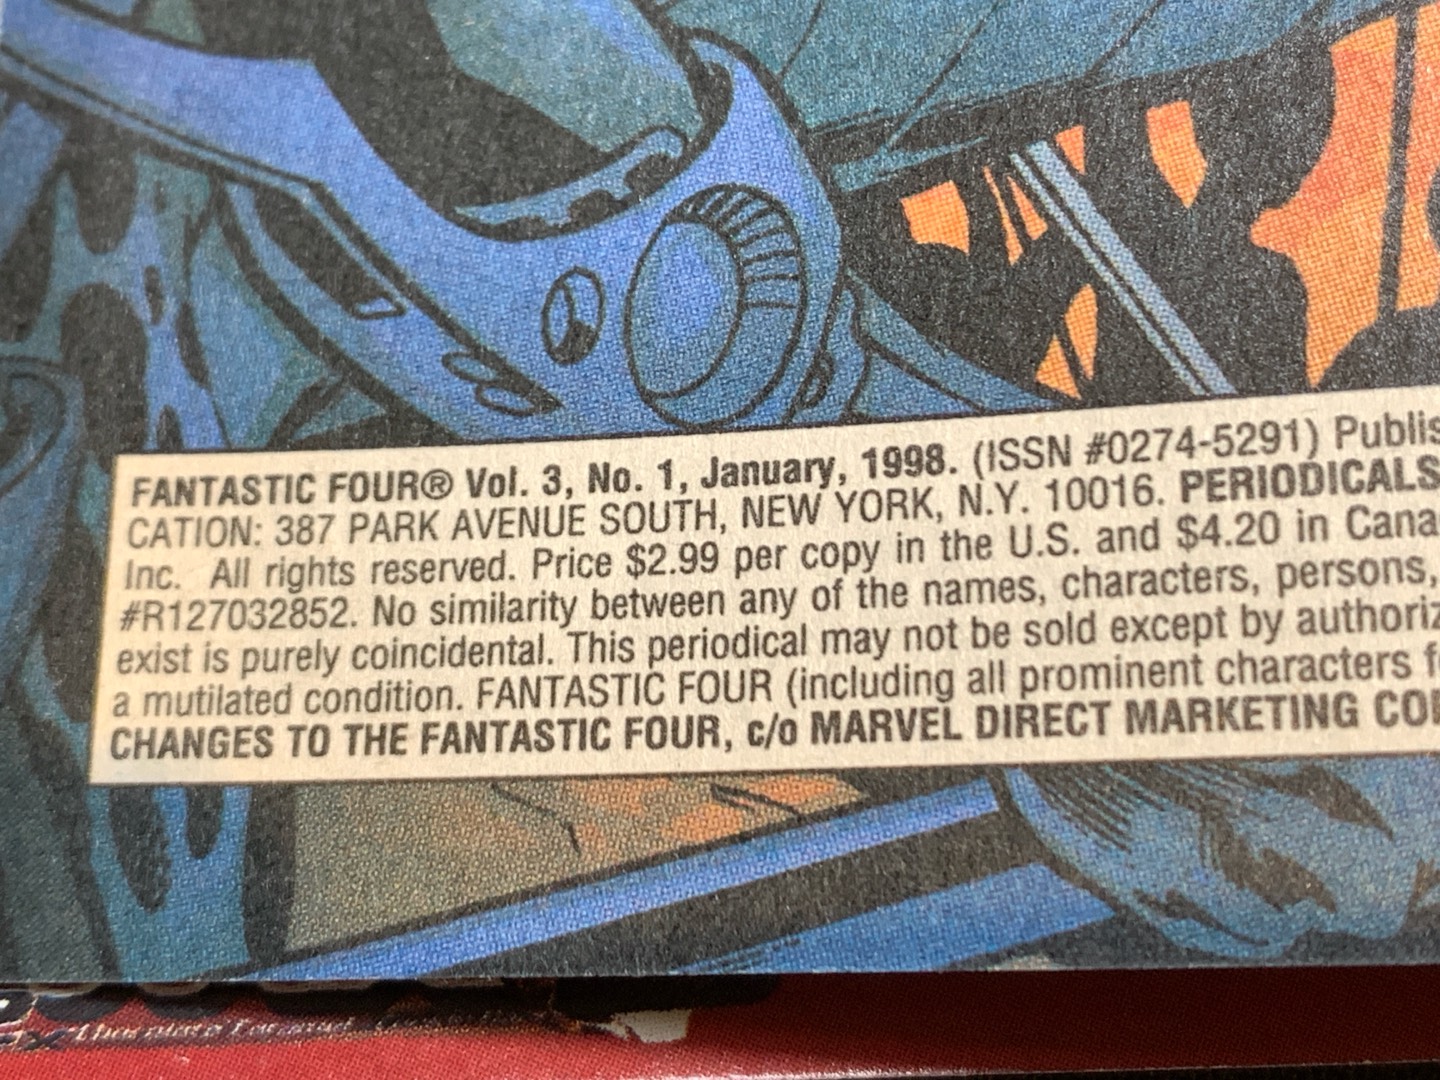 FANTASTIC FOUR® Vol. 3, No. 1, January, 1998. (ISSN #0274-5291) Publis
CATION: 387 PARK AVENUE SOUTH, NEW YORK, N.Y. 10016. PERIODICALS
Inc. All rights reserved. Price $2.99 per copy in the U.S. and $4.20 in Cana
#R127032852. No similarity between any of the names, characters, persons,
exist is purely coincidental. This periodical may not be sold except by authoriz
a mutilated condition. FANTASTIC FOUR (including all prominent characters f
CHANGES TO THE FANTASTIC FOUR, c/o MARVEL DIRECT MARKETING CO